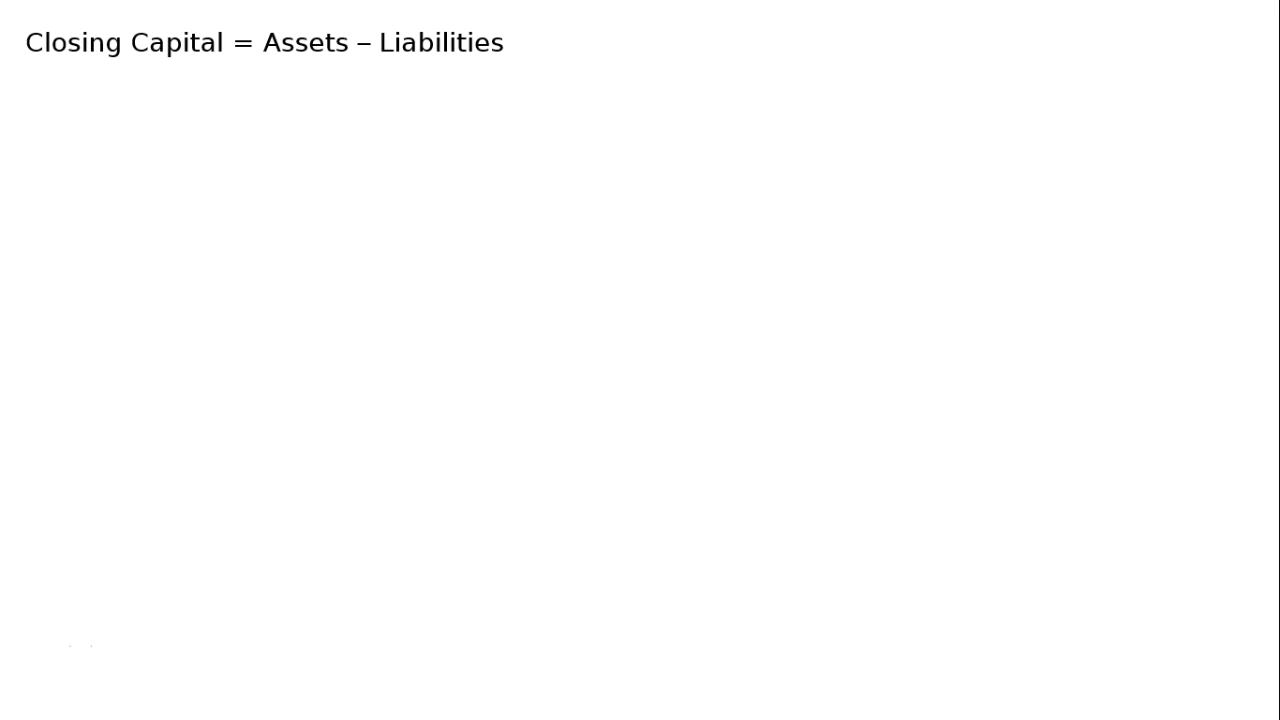 Closing Capital = Assets – Liabilities